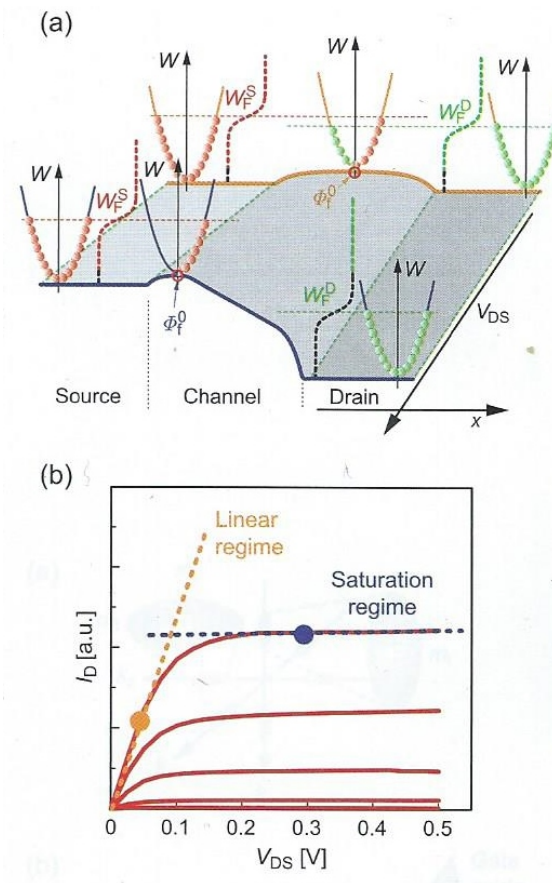 (a)
W
W
W_F^S
W
W_F^D
W
W
W_F^S
Φ_f^0
W
W_F^D
Φ_f^0
V_DS
Source
Channel
Drain
x
(b)
Linear
regime
Saturation
regime
I_D [a.u.]
0
0.1
0.2
0.3
0.4
0.5
V_DS [V]